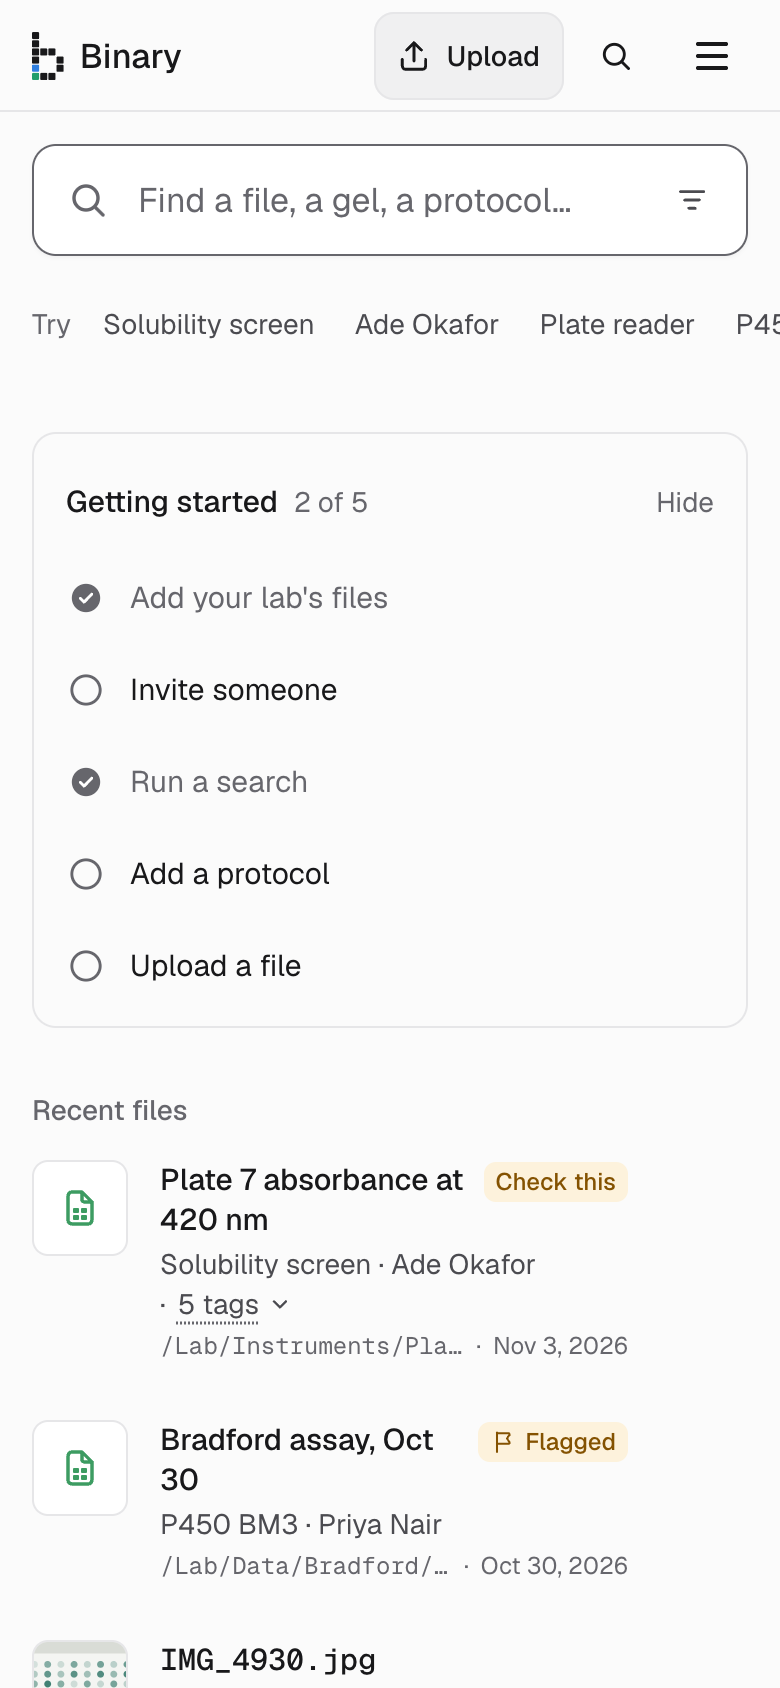 Binary
Upload
Find a file, a gel, a protocol...
Try Solubility screen Ade Okafor Plate reader P45
Getting started 2 of 5 Hide
Add your lab's files
Invite someone
Run a search
Add a protocol
Upload a file
Recent files
Plate 7 absorbance at Check this
420 nm
Solubility screen · Ade Okafor
· 5 tags
/Lab/Instruments/Pla… · Nov 3, 2026
Bradford assay, Oct Flagged
30
P450 BM3 · Priya Nair
/Lab/Data/Bradford/… · Oct 30, 2026
IMG_4930.jpg